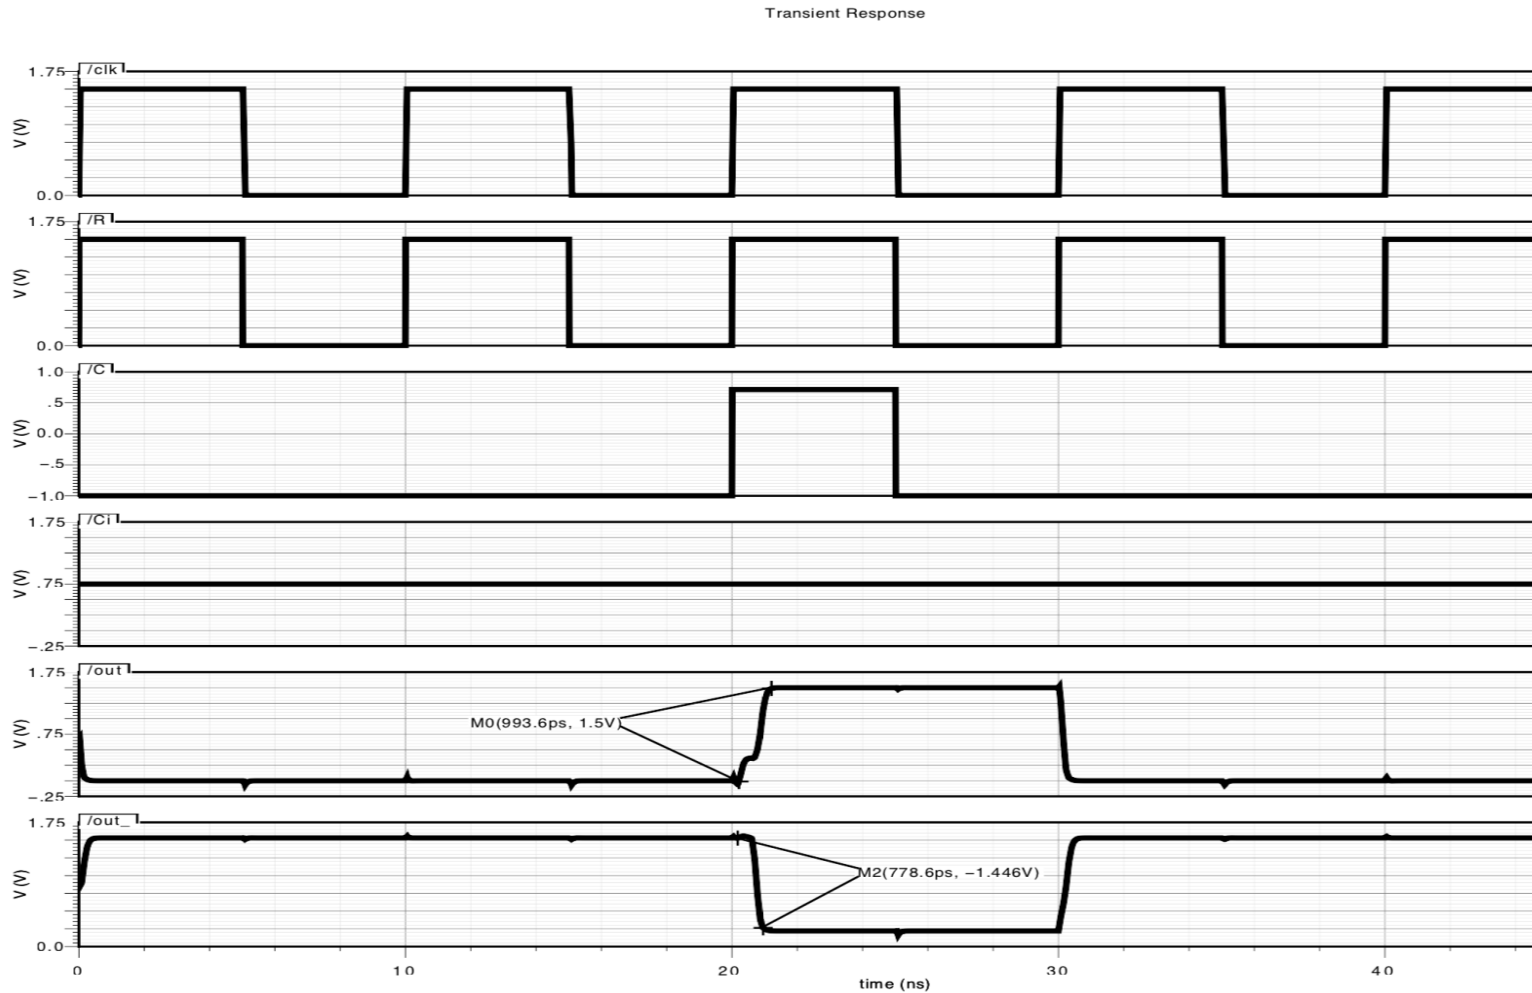 Transient Response
/clk
1.75
V (V)
0.0
/R
1.75
V (V)
0.0
/C
1.0
.5
0.0
-.5
-1.0
V (V)
/Ci
1.75
.75
-.25
V (V)
/out
1.75
.75
-.25
V (V)
M0(993.6ps, 1.5V)
/out_
1.75
V (V)
0.0
M2(778.6ps, -1.446V)
0 10 20 30 40
time (ns)